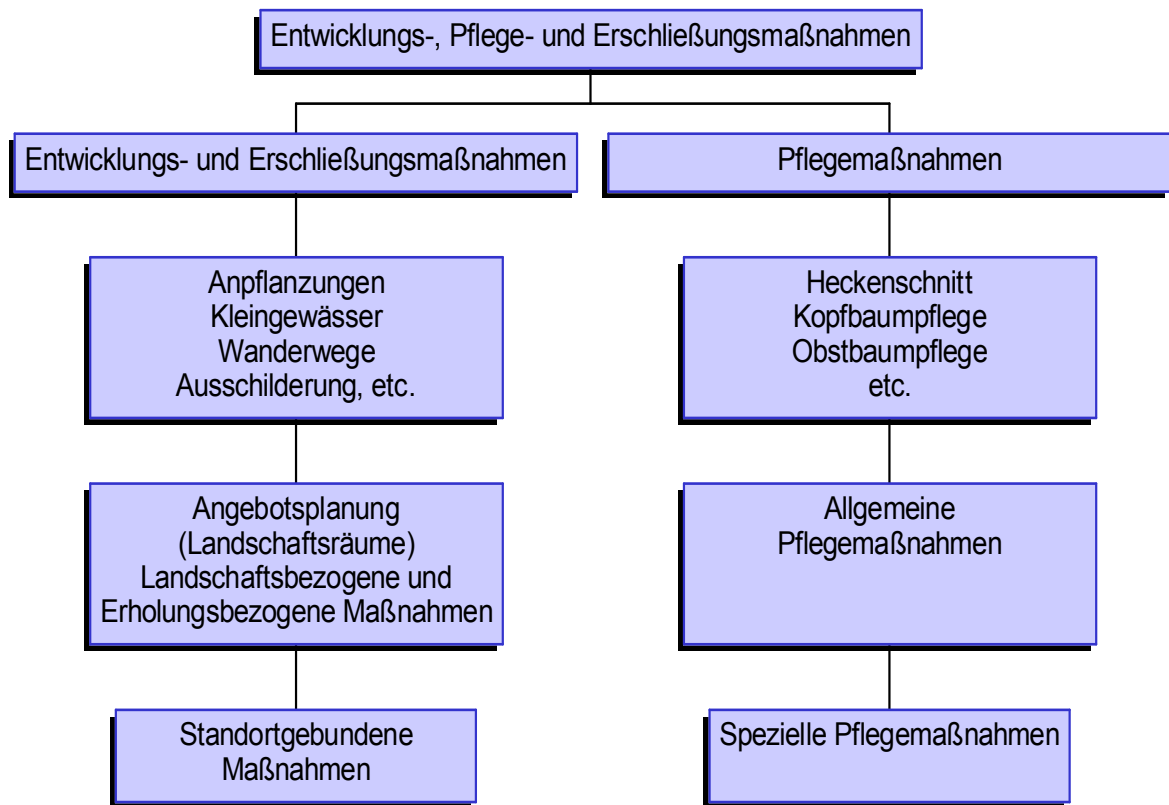 Entwicklungs-, Pflege- und Erschließungsmaßnahmen
Entwicklungs- und Erschließungsmaßnahmen
Pflegemaßnahmen
Anpflanzungen
Kleingewässer
Wanderwege
Ausschilderung, etc.
Heckenschnitt
Kopfbaumpflege
Obstbaumpflege
etc.
Angebotsplanung
(Landschaftsräume)
Landschaftsbezogene und
Erholungsbezogene Maßnahmen
Allgemeine
Pflegemaßnahmen
Standortgebundene
Maßnahmen
Spezielle Pflegemaßnahmen